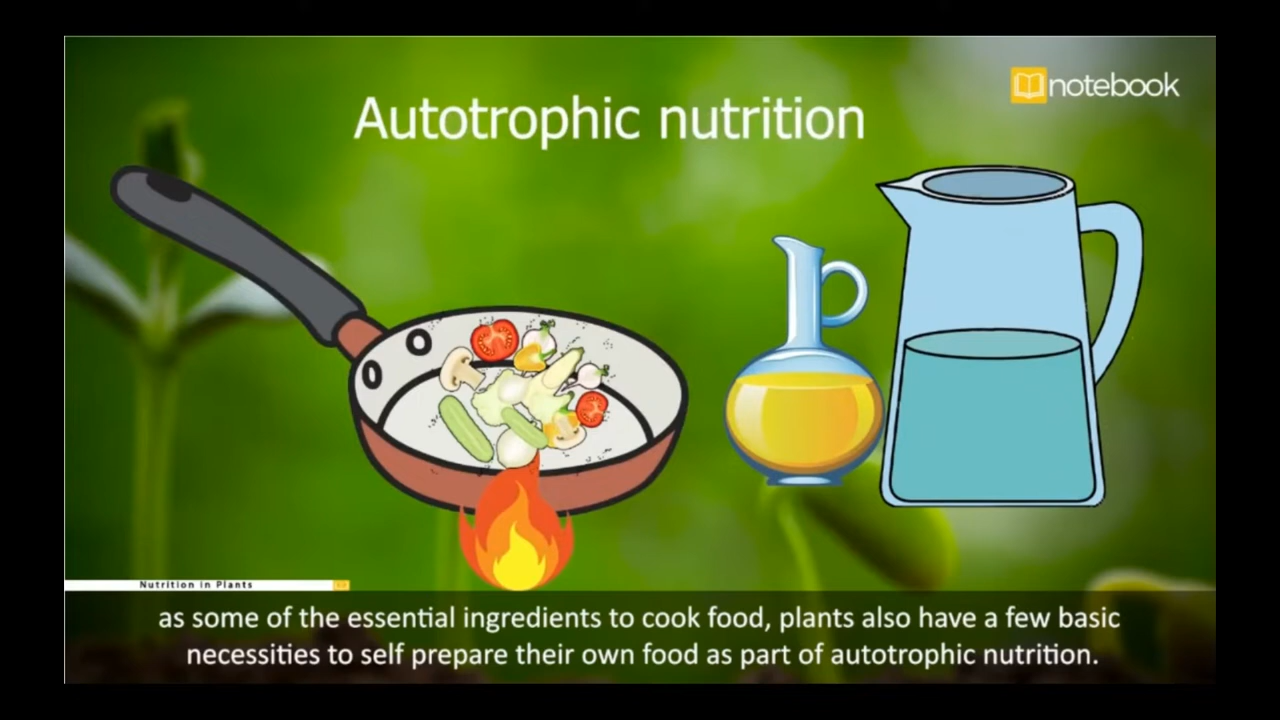 notebook
Autotrophic nutrition
Nutrition in Plants
as some of the essential ingredients to cook food, plants also have a few basic
necessities to self prepare their own food as part of autotrophic nutrition.